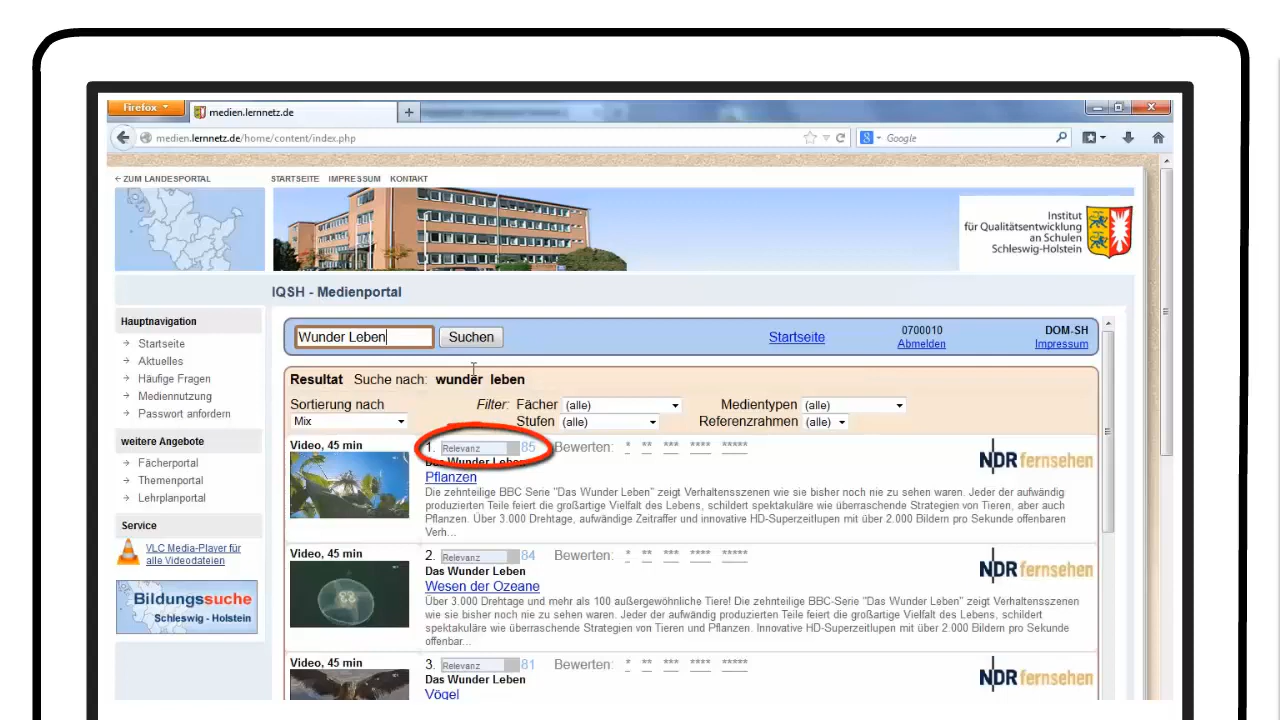 Firefox
medien.lernnetz.de
medien.lernnetz.de/home/content/index.php
Google
ZUM LANDESPORTAL
STARTSEITE IMPRESSUM KONTAKT
Institut
für Qualitätsentwicklung
an Schulen
Schleswig-Holstein
IQSH - Medienportal
Hauptnavigation
Startseite
Aktuelles
Häufige Fragen
Mediennutzung
Passwort anfordern
weitere Angebote
Fächerportal
Themenportal
Lehrplanportal
Service
VLC Media-Player für
alle Videodateien
Bildungssuche
Schleswig - Holstein
Wunder Leben Suchen Startseite 0700010 DOM-SH
Abmelden Impressum
Resultat Suche nach: wunder leben
Sortierung nach Filter: Fächer (alle) Medientypen (alle)
Mix Stufen (alle) Referenzrahmen (alle)
Video, 45 min 1. Relevanz 85 Bewerten: * ** *** **** *****
NDR fernsehen
Das Wunder Leben
Pflanzen
Die zehnteilige BBC Serie "Das Wunder Leben" zeigt Verhaltensszenen wie sie bisher noch nie zu sehen waren. Jeder der aufwändig
produzierten Teile feiert die großartige Vielfalt des Lebens, schildert spektakuläre wie überraschende Strategien von Tieren, aber auch
Pflanzen. Über 3.000 Drehtage, aufwändige Zeitraffer und innovative HD-Superzeitlupen mit über 2.000 Bildern pro Sekunde offenbaren
Verh...
Video, 45 min 2. Relevanz 84 Bewerten: * ** *** **** *****
NDR fernsehen
Das Wunder Leben
Wesen der Ozeane
Über 3.000 Drehtage und mehr als 100 außergewöhnliche Tiere! Die zehnteilige BBC-Serie "Das Wunder Leben" zeigt Verhaltensszenen
wie sie bisher noch nie zu sehen waren. Jeder der aufwändig produzierten Teile feiert die großartige Vielfalt des Lebens, schildert
spektakuläre wie überraschende Strategien von Tieren und Pflanzen. Innovative HD-Superzeitlupen mit über 2.000 Bildern pro Sekunde
offenbar...
Video, 45 min 3. Relevanz 81 Bewerten: * ** *** **** *****
NDR fernsehen
Das Wunder Leben
Vögel